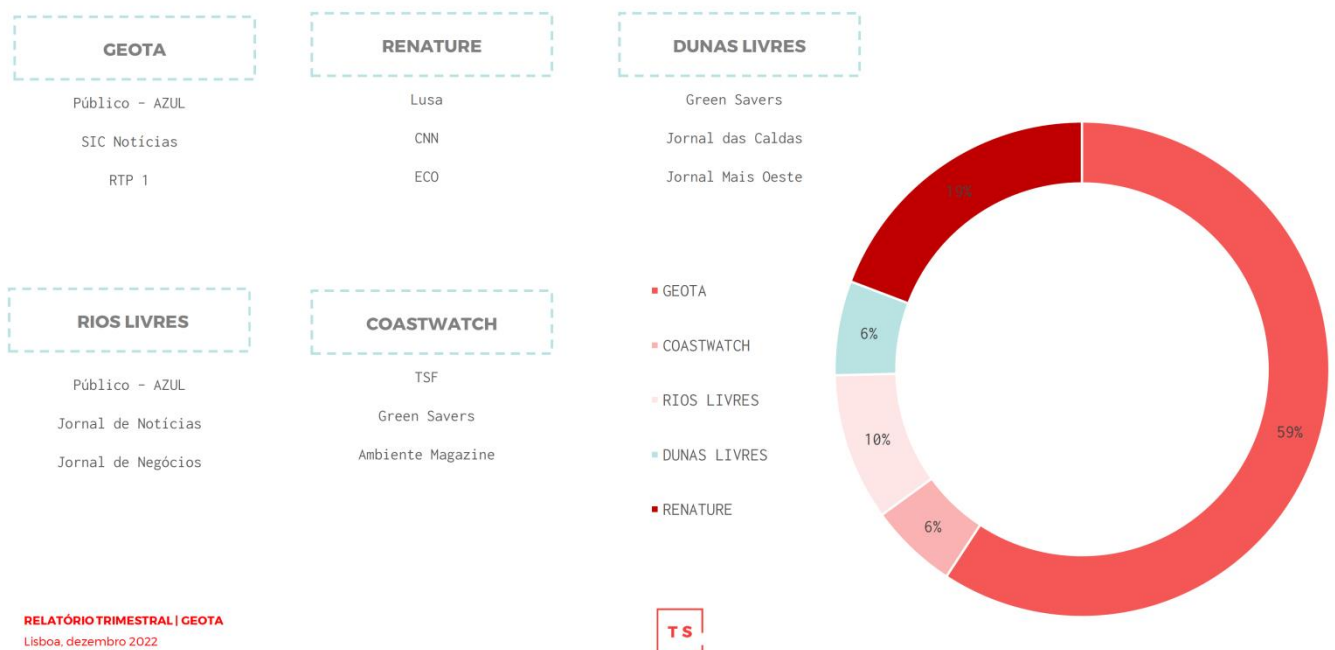 GEOTA
Público – AZUL
SIC Notícias
RTP 1
RENATURE
Lusa
CNN
ECO
DUNAS LIVRES
Green Savers
Jornal das Caldas
Jornal Mais Oeste
RIOS LIVRES
Público – AZUL
Jornal de Notícias
Jornal de Negócios
COASTWATCH
TSF
Green Savers
Ambiente Magazine
GEOTA
COASTWATCH
RIOS LIVRES
DUNAS LIVRES
RENATURE
19%
6%
10%
6%
59%
RELATÓRIO TRIMESTRAL | GEOTA
Lisboa, dezembro 2022
TS